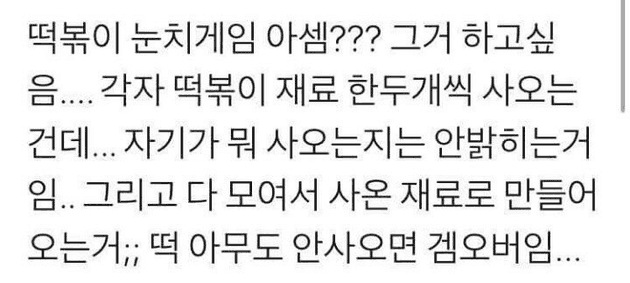 떡볶이 눈치게임 아셈??? 그거 하고싶
음.... 각자 떡볶이 재료 한두개씩 사오는
건데... 자기가 뭐 사오는지는 안밝히는거
임.. 그리고 다 모여서 사온 재료로 만들어
오는거;; 떡 아무도 안사오면 겜오버임...